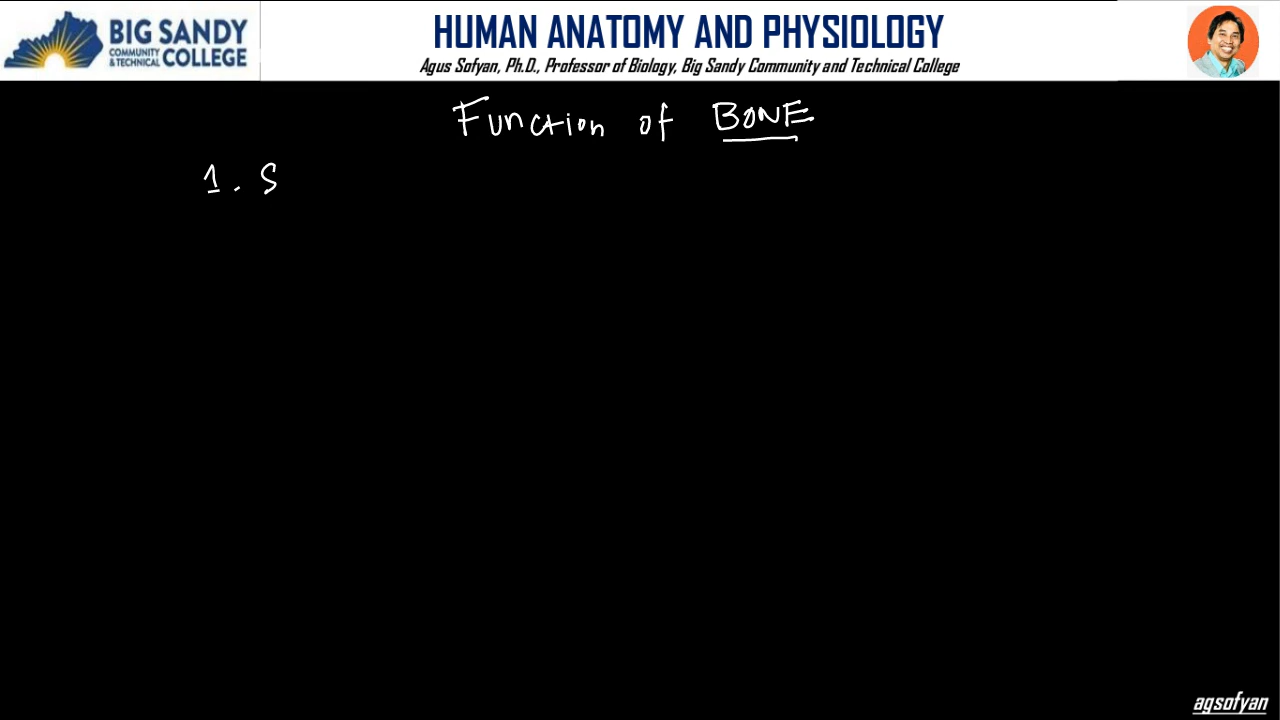 BIG SANDY
COMMUNITY
& TECHNICAL COLLEGE
HUMAN ANATOMY AND PHYSIOLOGY
Agus Sofyan, Ph.D., Professor of Biology, Big Sandy Community and Technical College
Function of BONE
1. S
agsofyan